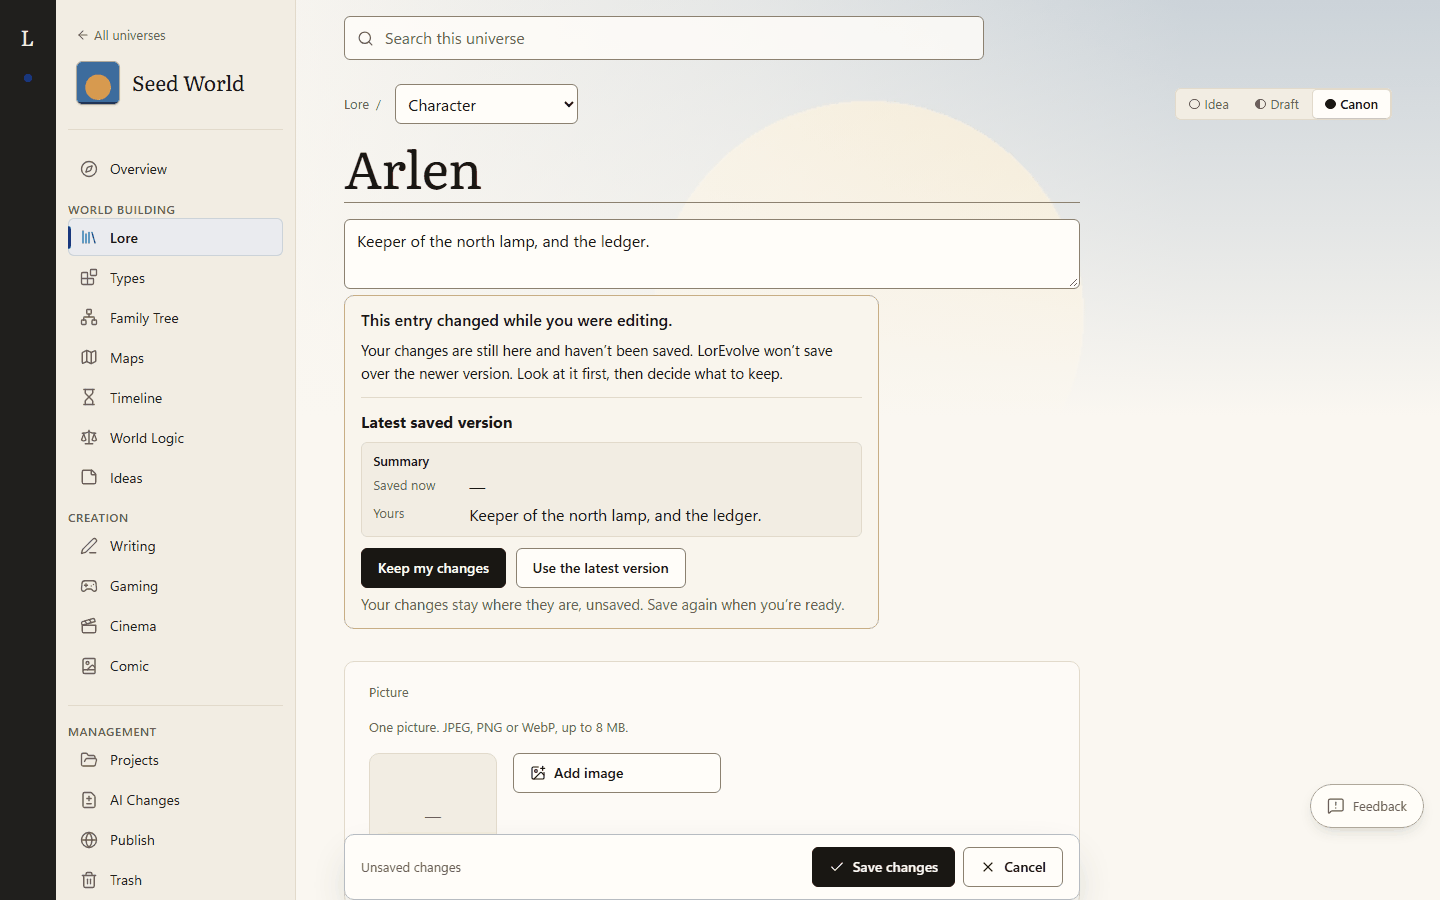 L
All universes
Seed World
Overview
WORLD BUILDING
Lore
Types
Family Tree
Maps
Timeline
World Logic
Ideas
CREATION
Writing
Gaming
Cinema
Comic
MANAGEMENT
Projects
AI Changes
Publish
Trash
Search this universe
Lore /
Character
Idea
Draft
Canon
Arlen
Keeper of the north lamp, and the ledger.
This entry changed while you were editing.
Your changes are still here and haven’t been saved. LorEvolve won’t save
over the newer version. Look at it first, then decide what to keep.
Latest saved version
Summary
Saved now —
Yours Keeper of the north lamp, and the ledger.
Keep my changes
Use the latest version
Your changes stay where they are, unsaved. Save again when you’re ready.
Picture
One picture. JPEG, PNG or WebP, up to 8 MB.
—
Add image
Unsaved changes
Save changes
Cancel
Feedback